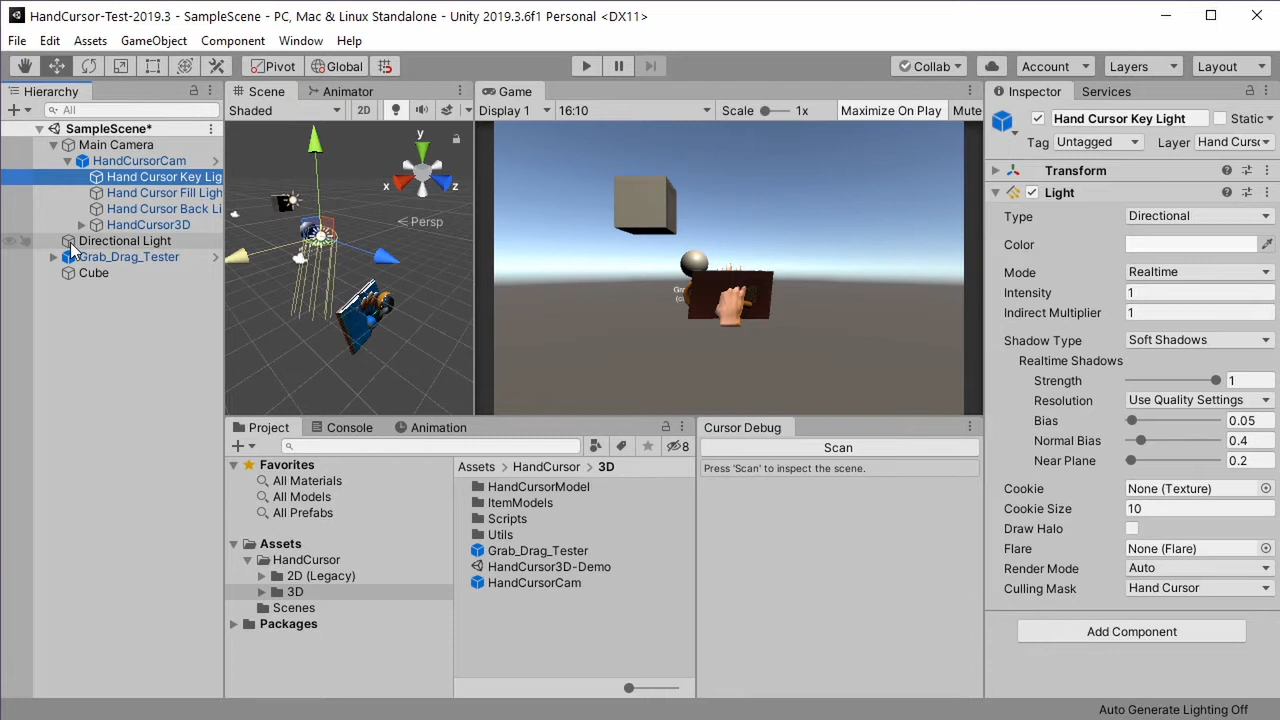 HandCursor-Test-2019.3 - SampleScene - PC, Mac & Linux Standalone - Unity 2019.3.6f1 Personal <DX11>
File Edit Assets GameObject Component Window Help
Pivot Global Collab Account Layers Layout
Hierarchy
All
SampleScene*
Main Camera
HandCursorCam
Hand Cursor Key Lig
Hand Cursor Fill Ligh
Hand Cursor Back Li
HandCursor3D
Directional Light
Grab_Drag_Tester
Cube
Scene Animator
Shaded 2D
y
x
z
Persp
Game
Display 1 16:10 Scale 1x Maximize On Play Mute
Project Console Animation
8
Favorites
All Materials
All Models
All Prefabs
Assets
HandCursor
2D (Legacy)
3D
Scenes
Packages
Assets > HandCursor > 3D
HandCursorModel
ItemModels
Scripts
Utils
Grab_Drag_Tester
HandCursor3D-Demo
HandCursorCam
Cursor Debug
Scan
Press 'Scan' to inspect the scene.
Inspector Services
Hand Cursor Key Light Static
Tag Untagged Layer Hand Curso
Transform
Light
Type Directional
Color
Mode Realtime
Intensity 1
Indirect Multiplier 1
Shadow Type Soft Shadows
Realtime Shadows
Strength 1
Resolution Use Quality Settings
Bias 0.05
Normal Bias 0.4
Near Plane 0.2
Cookie None (Texture)
Cookie Size 10
Draw Halo
Flare None (Flare)
Render Mode Auto
Culling Mask Hand Cursor
Add Component
Auto Generate Lighting Off